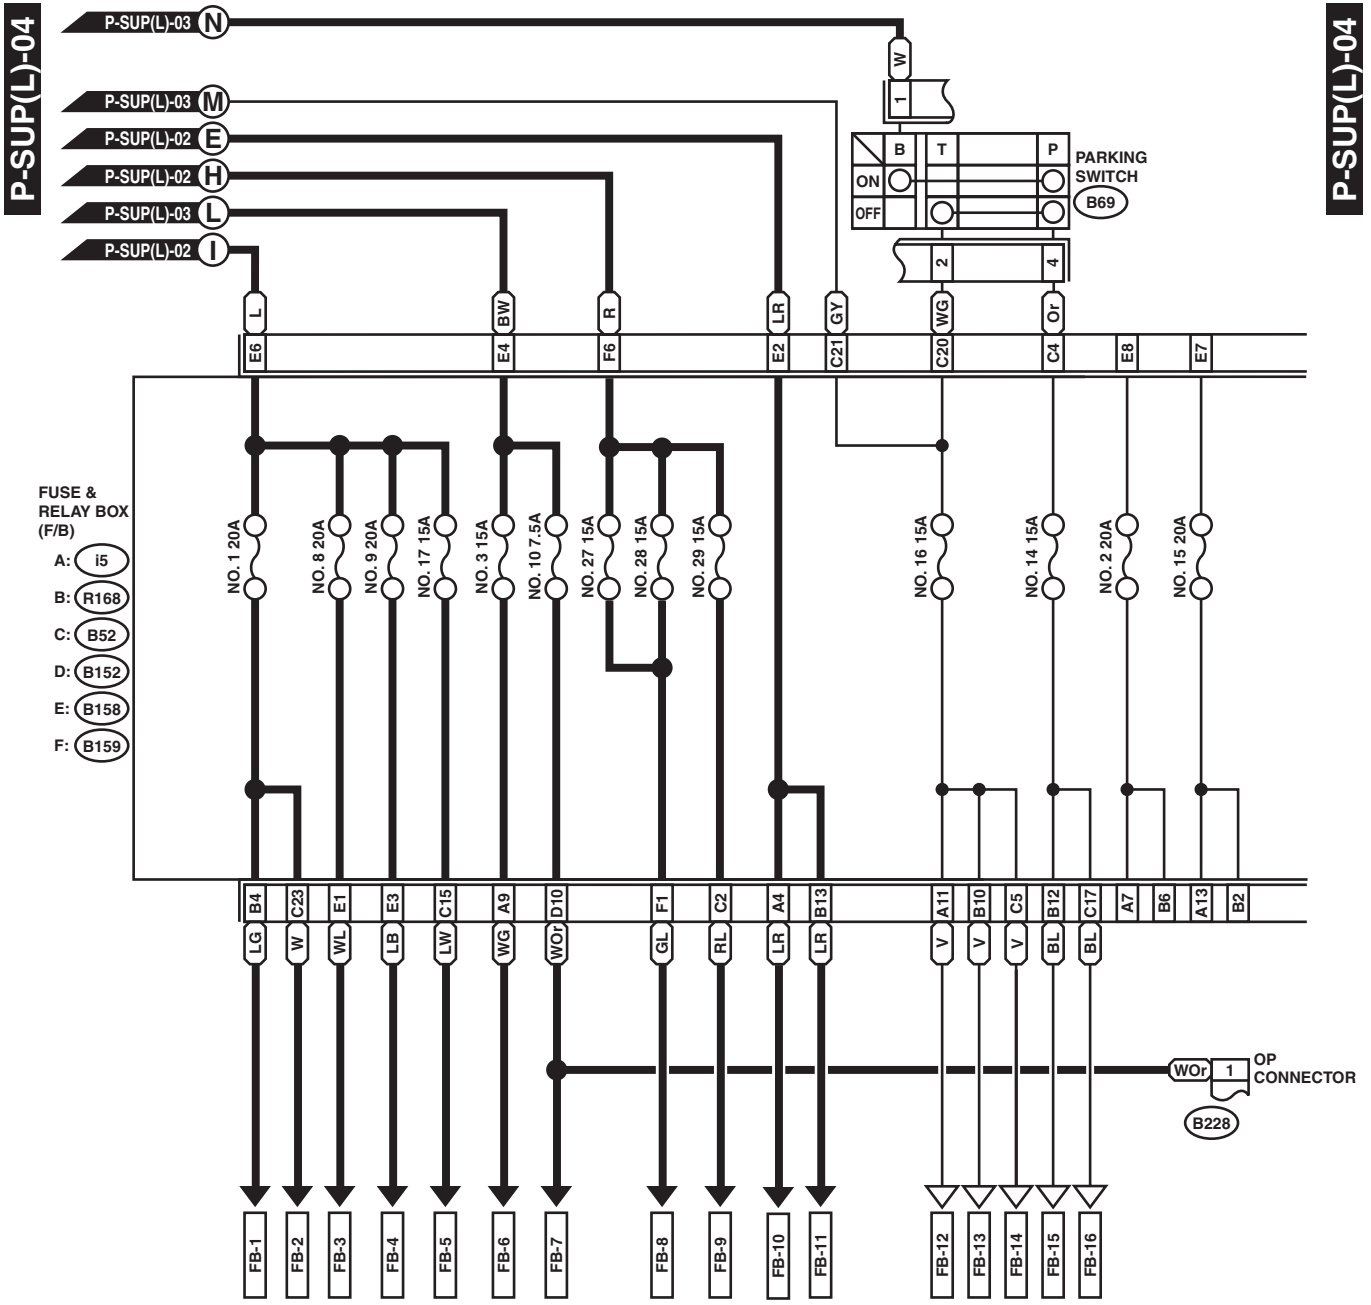 P-SUP(L)-04
P-SUP(L)-04
P-SUP(L)-03 N
P-SUP(L)-03 M
P-SUP(L)-02 E
P-SUP(L)-02 H
P-SUP(L)-03 L
P-SUP(L)-02 I
W
1
B T P
ON
OFF
PARKING
SWITCH
B69
2 4
L BW R LR GY WG Or
E6 E4 F6 E2 C21 C20 C4 E8 E7
FUSE &
RELAY BOX
(F/B)
A: i5
B: R168
C: B52
D: B152
E: B158
F: B159
NO. 1 20A
NO. 8 20A
NO. 9 20A
NO. 17 15A
NO. 3 15A
NO. 10 7.5A
NO. 27 15A
NO. 28 15A
NO. 29 15A
NO. 16 15A
NO. 14 15A
NO. 2 20A
NO. 15 20A
B4 C23 E1 E3 C15 A9 D10 F1 C2 A4 B13 A11 B10 C5 B12 C17 A7 B6 A13 B2
LG W WL LB LW WG WOr GL RL LR LR V V V BL BL
WOr 1
OP
CONNECTOR
B228
FB-1 FB-2 FB-3 FB-4 FB-5 FB-6 FB-7 FB-8 FB-9 FB-10 FB-11 FB-12 FB-13 FB-14 FB-15 FB-16